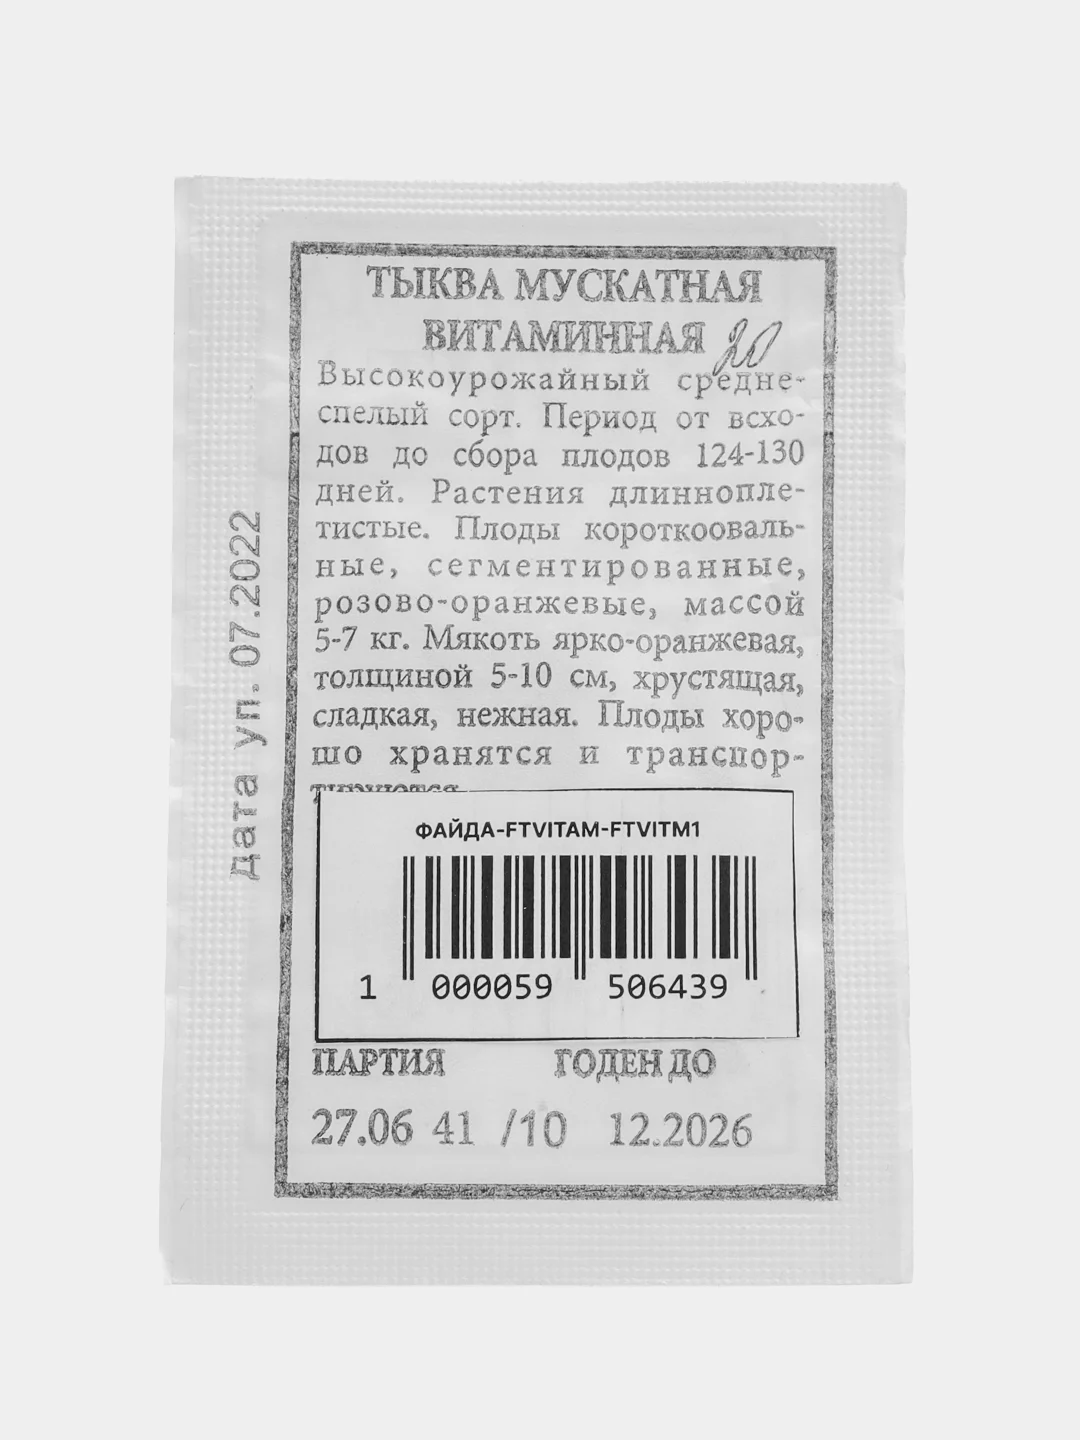 ТЫКВА МУСКАТНАЯ
ВИТАМИННАЯ 20
Высокоурожайный средне-
спелый сорт. Период от всхо-
дов до сбора плодов 124-130
дней. Растения длиннопле-
тистые. Плоды короткооваль-
ные, сегментированные,
розово-оранжевые, массой
5-7 кг. Мякоть ярко-оранжевая,
толщиной 5-10 см, хрустящая,
сладкая, нежная. Плоды хоро-
шо хранятся и транспор-
ФАЙДА-FTVITAM-FTVITM1
1 000059 506439
ПАРТИЯ ГОДЕН ДО
27.06 41 /10 12.2026
дата уп. 07.2022